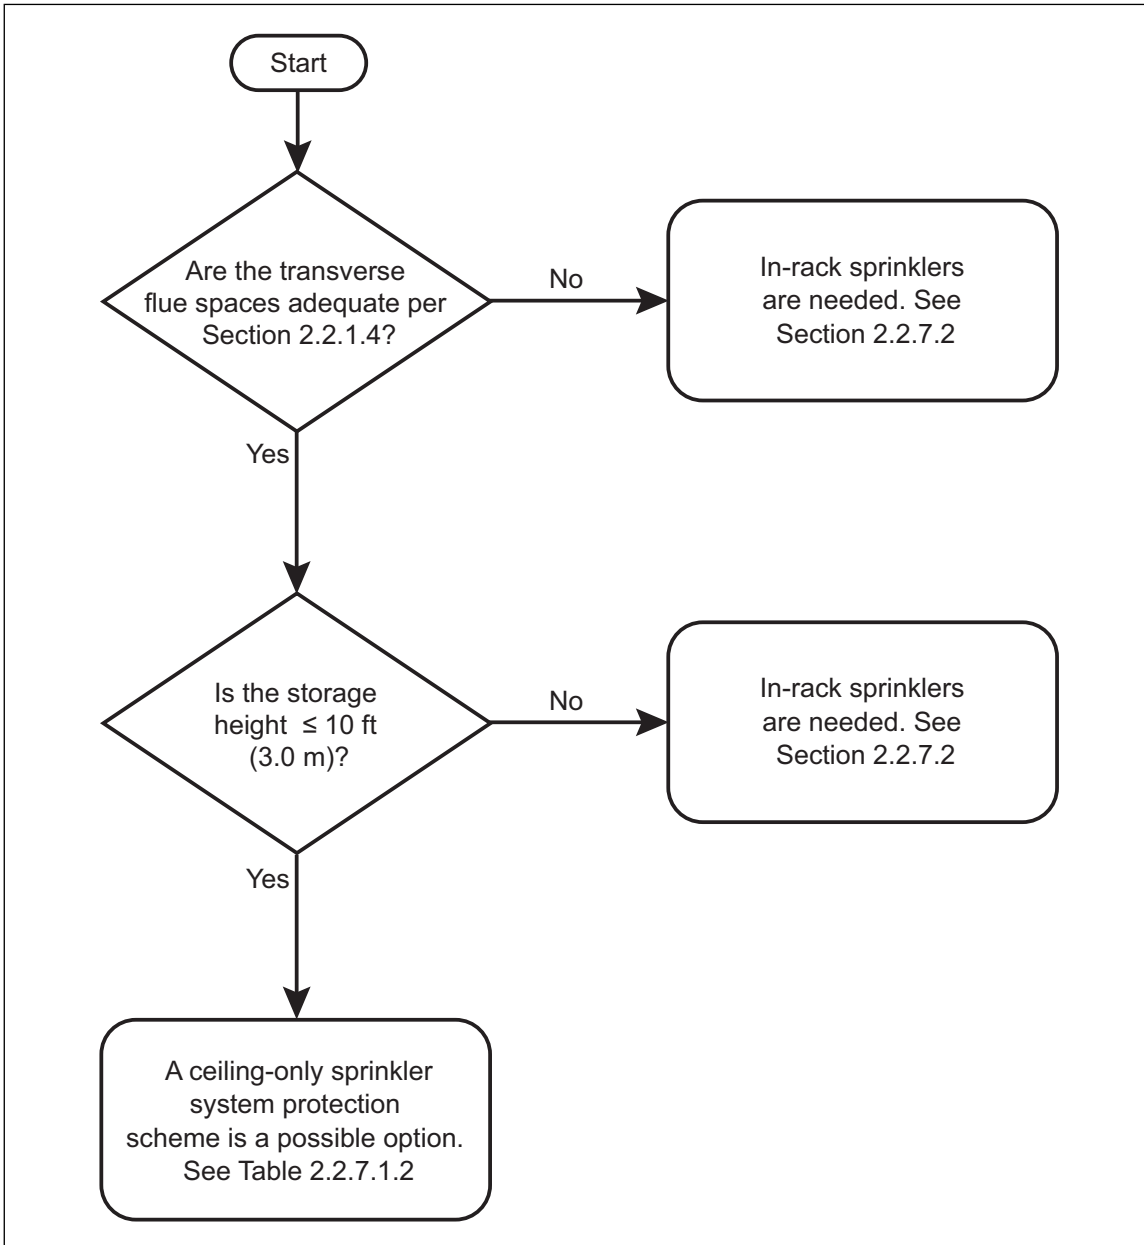 Start
Are the transverse
flue spaces adequate per
Section 2.2.1.4?
No
In-rack sprinklers
are needed. See
Section 2.2.7.2
Yes
Is the storage
height ≤ 10 ft
(3.0 m)?
No
In-rack sprinklers
are needed. See
Section 2.2.7.2
Yes
A ceiling-only sprinkler
system protection
scheme is a possible option.
See Table 2.2.7.1.2